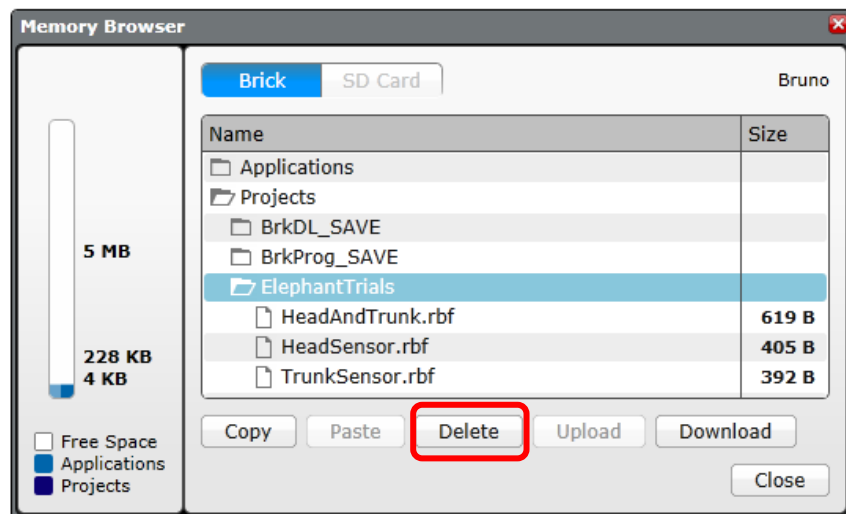 Memory Browser
Brick SD Card Bruno
Name Size
Applications
Projects
BrkDL_SAVE
BrkProg_SAVE
ElephantTrials
HeadAndTrunk.rbf 619 B
HeadSensor.rbf 405 B
TrunkSensor.rbf 392 B
5 MB
228 KB
4 KB
Free Space
Applications
Projects
Copy Paste Delete Upload Download
Close